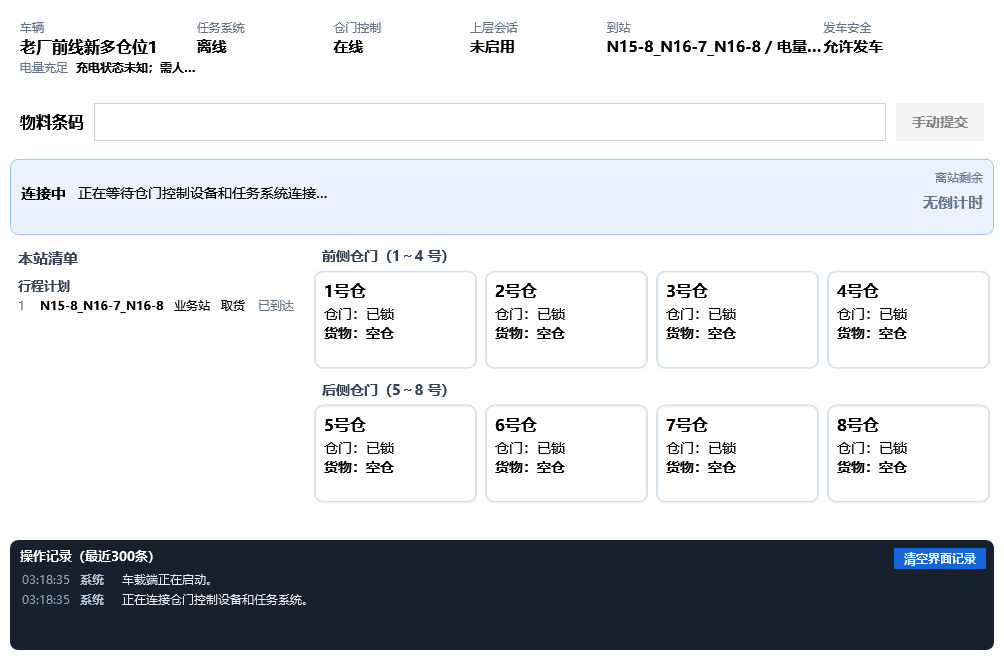 车辆 任务系统 仓门控制 上层会话 到站 发车安全
老厂前线新多仓位1 离线 在线 未启用 N15-8_N16-7_N16-8 / 电量... 允许发车
电量充足 充电状态未知；需人...
物料条码 手动提交
离站剩余
连接中 正在等待仓门控制设备和任务系统连接...
无倒计时
本站清单
行程计划
1 N15-8_N16-7_N16-8 业务站 取货 已到达
前侧仓门（1～4 号）
1号仓 2号仓 3号仓 4号仓
仓门：已锁 仓门：已锁 仓门：已锁 仓门：已锁
货物：空仓 货物：空仓 货物：空仓 货物：空仓
后侧仓门（5～8 号）
5号仓 6号仓 7号仓 8号仓
仓门：已锁 仓门：已锁 仓门：已锁 仓门：已锁
货物：空仓 货物：空仓 货物：空仓 货物：空仓
操作记录（最近300条） 清空界面记录
03:18:35 系统 车载端正在启动。
03:18:35 系统 正在连接仓门控制设备和任务系统。